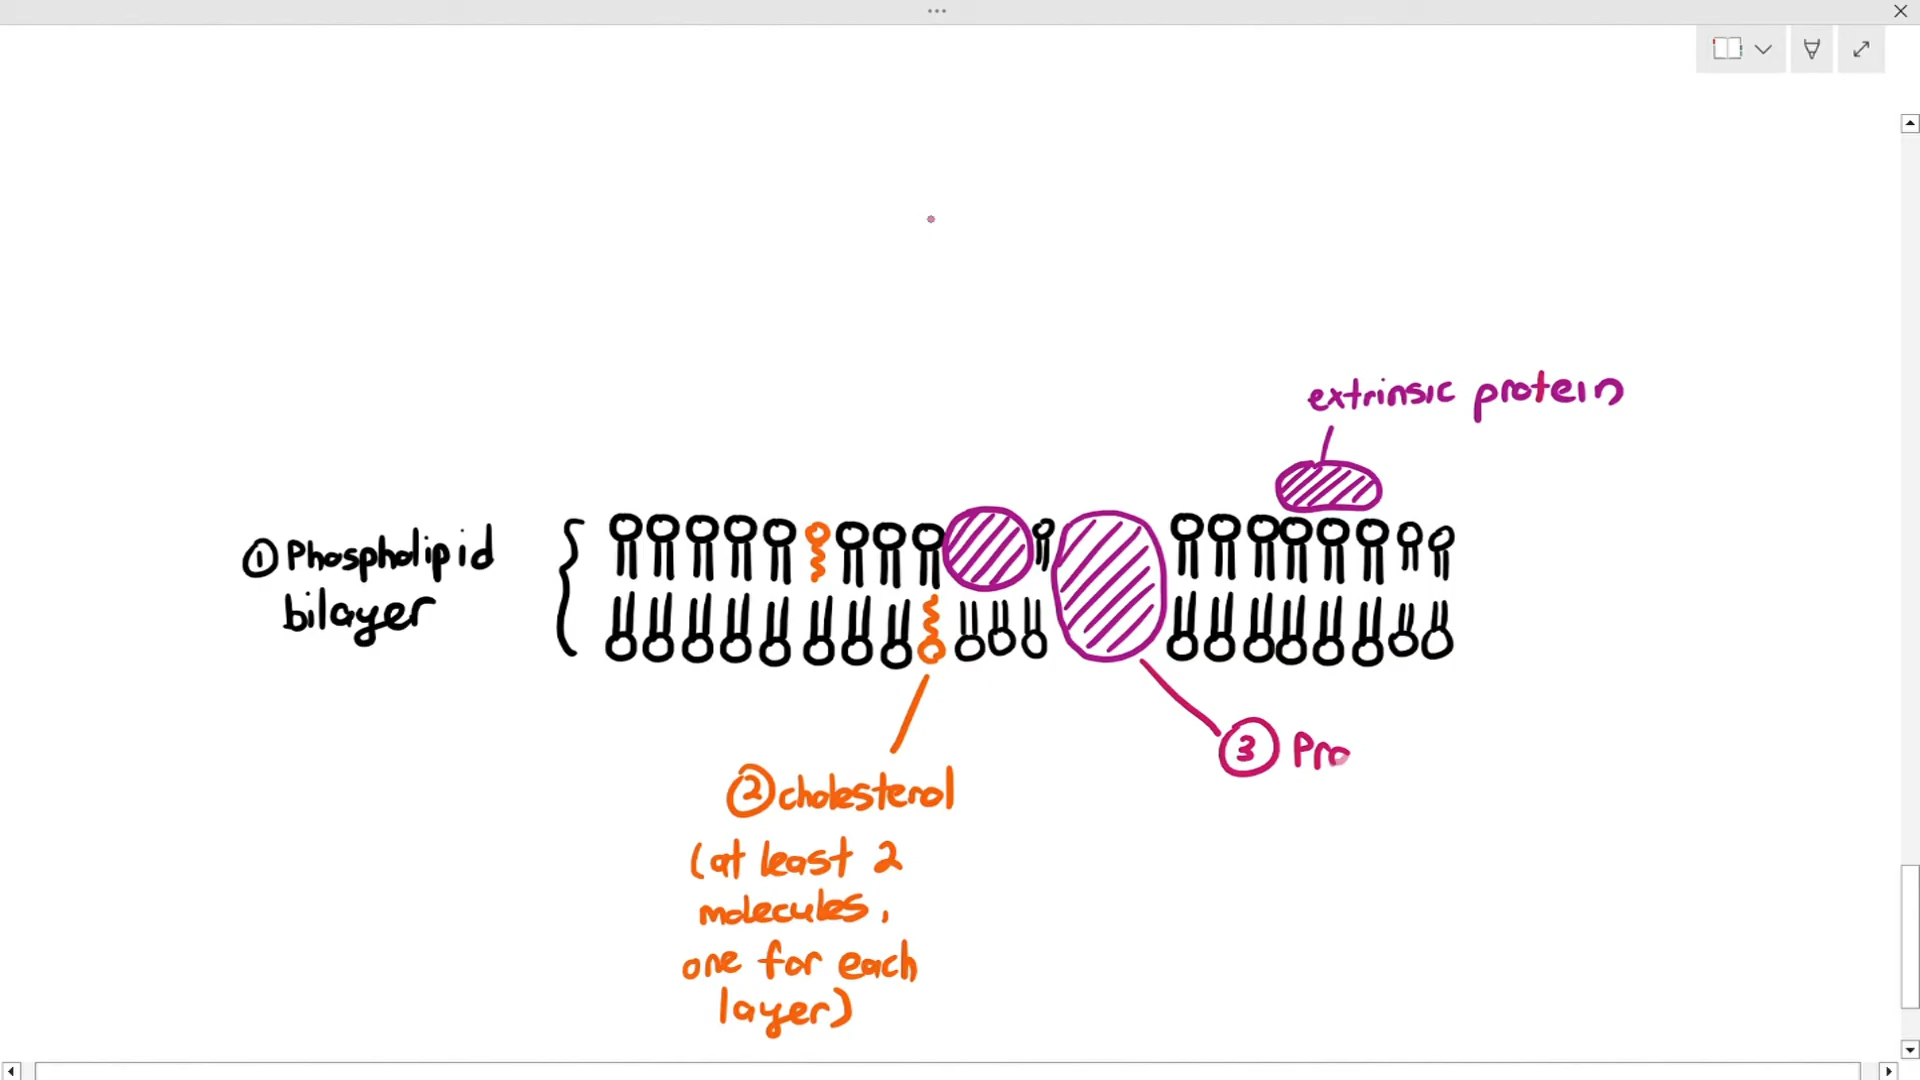 extrinsic protein
① Phospholipid
bilayer
③ Pro
② cholesterol
(at least 2
molecules,
one for each
layer)